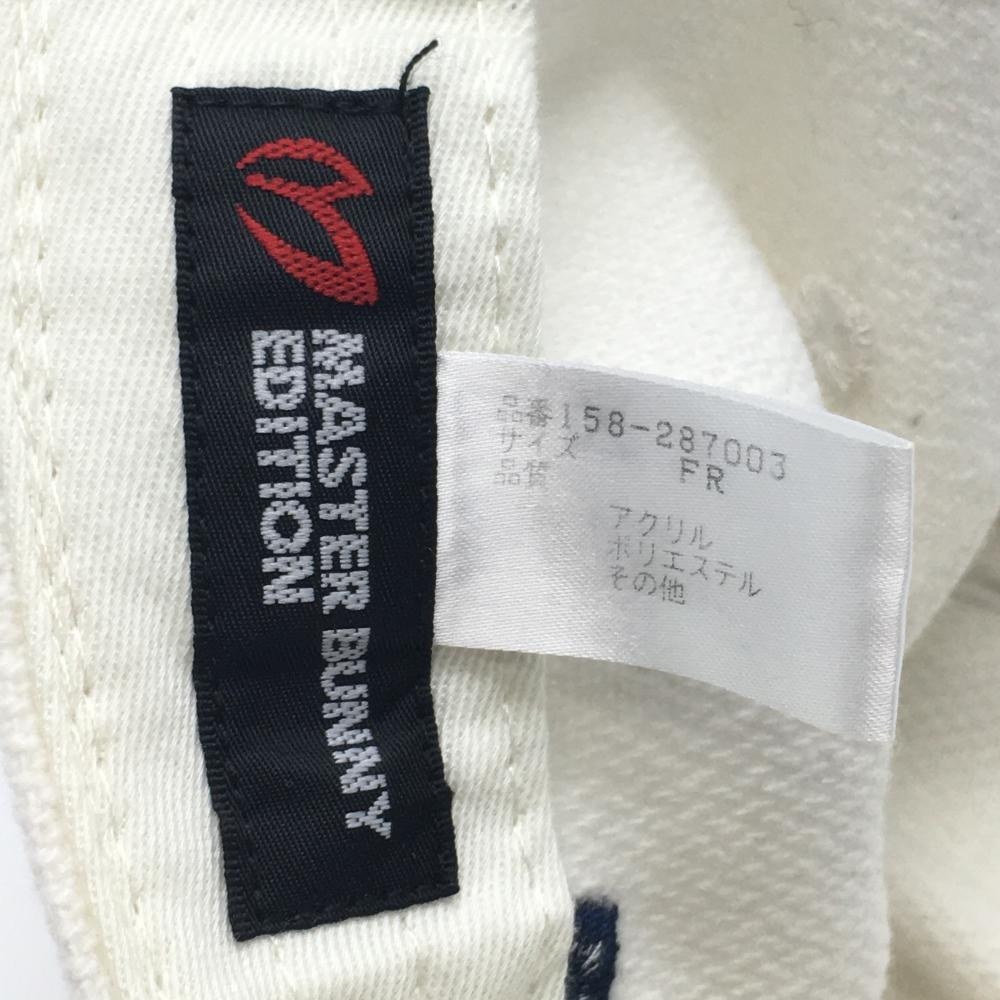 MASTER BUNNY
EDITION
品番158-287003
サイズ FR
品質
アクリル
ポリエステル
その他